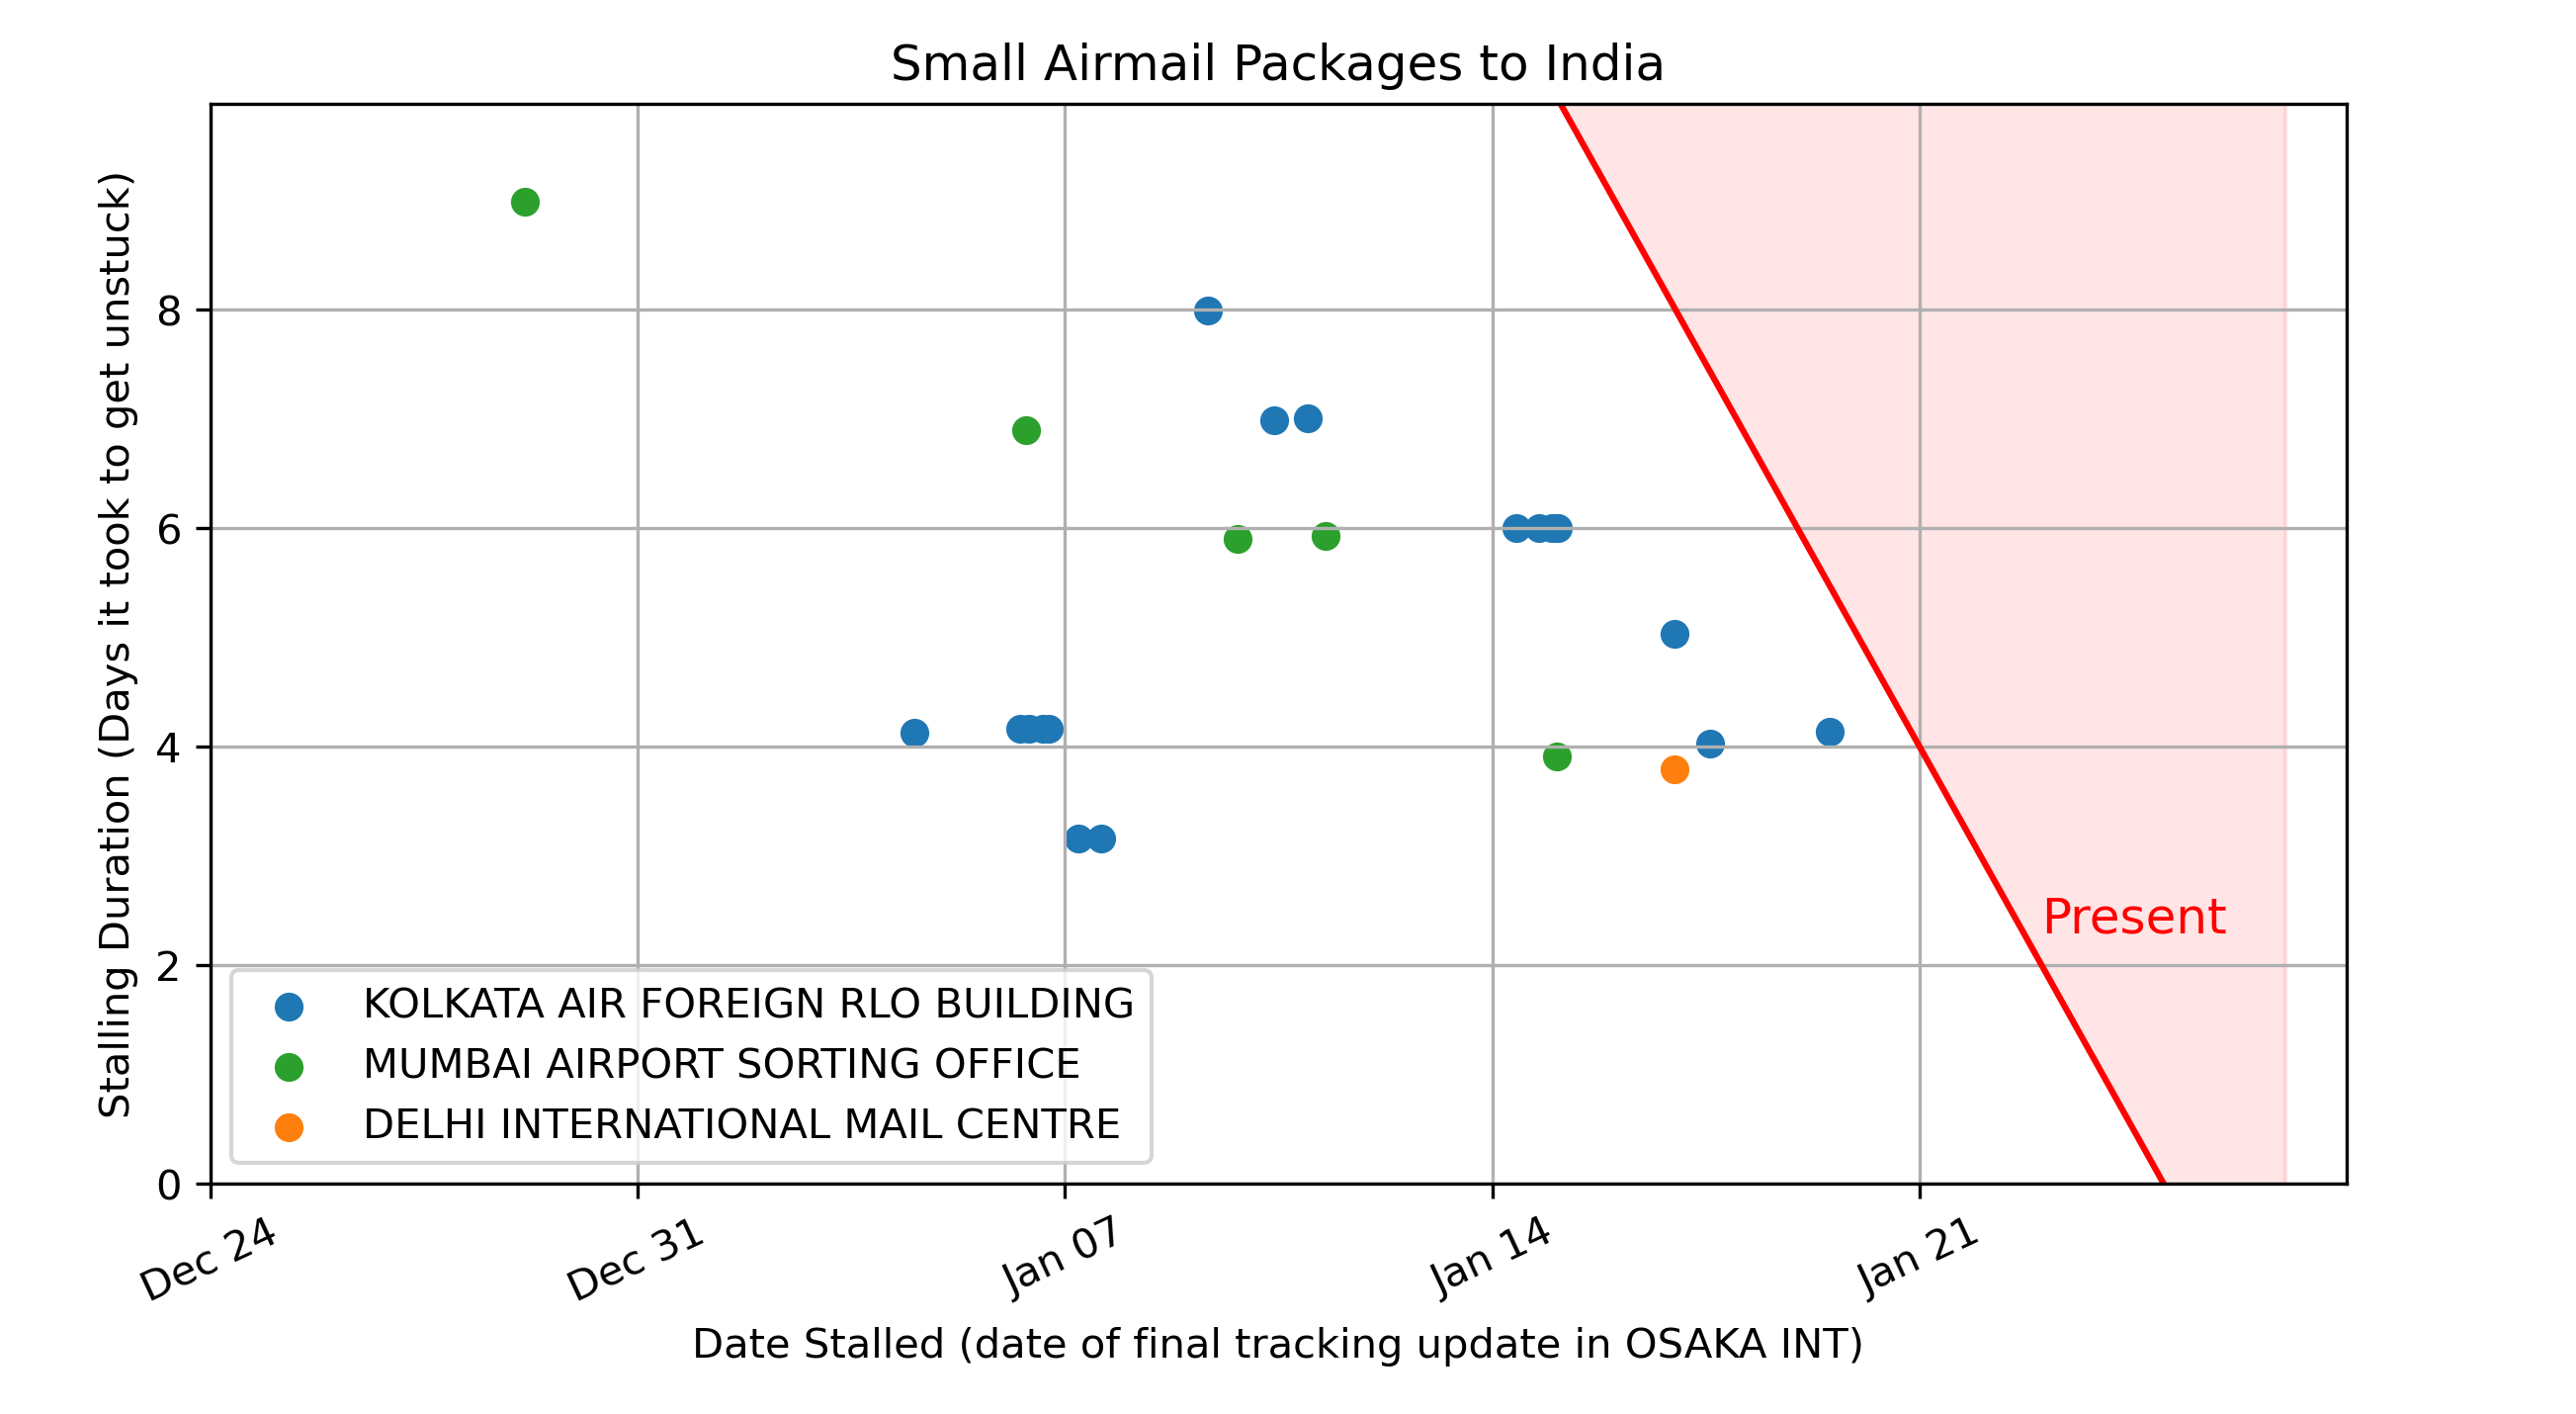 Small Airmail Packages to India
Stalling Duration (Days it took to get unstuck)
8
6
4
2
0
Present
KOLKATA AIR FOREIGN RLO BUILDING
MUMBAI AIRPORT SORTING OFFICE
DELHI INTERNATIONAL MAIL CENTRE
Dec 24
Dec 31
Jan 07
Jan 14
Jan 21
Date Stalled (date of final tracking update in OSAKA INT)